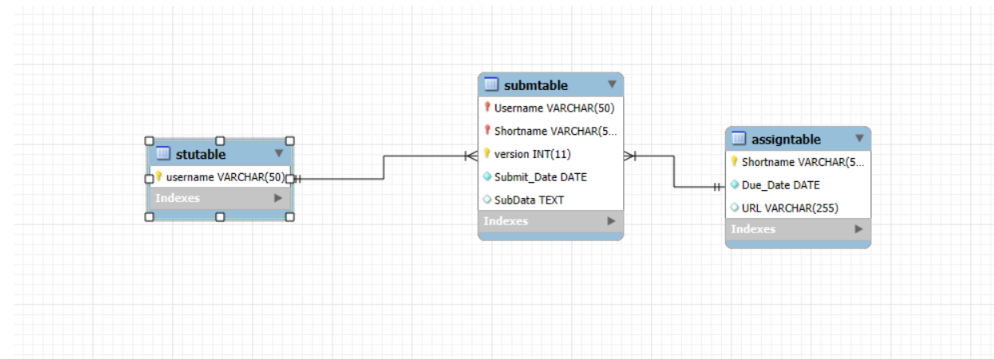 stutable
username VARCHAR(50)
Indexes
submtable
Username VARCHAR(50)
Shortname VARCHAR(5...
version INT(11)
Submit_Date DATE
SubData TEXT
Indexes
assigntable
Shortname VARCHAR(5...
Due_Date DATE
URL VARCHAR(255)
Indexes